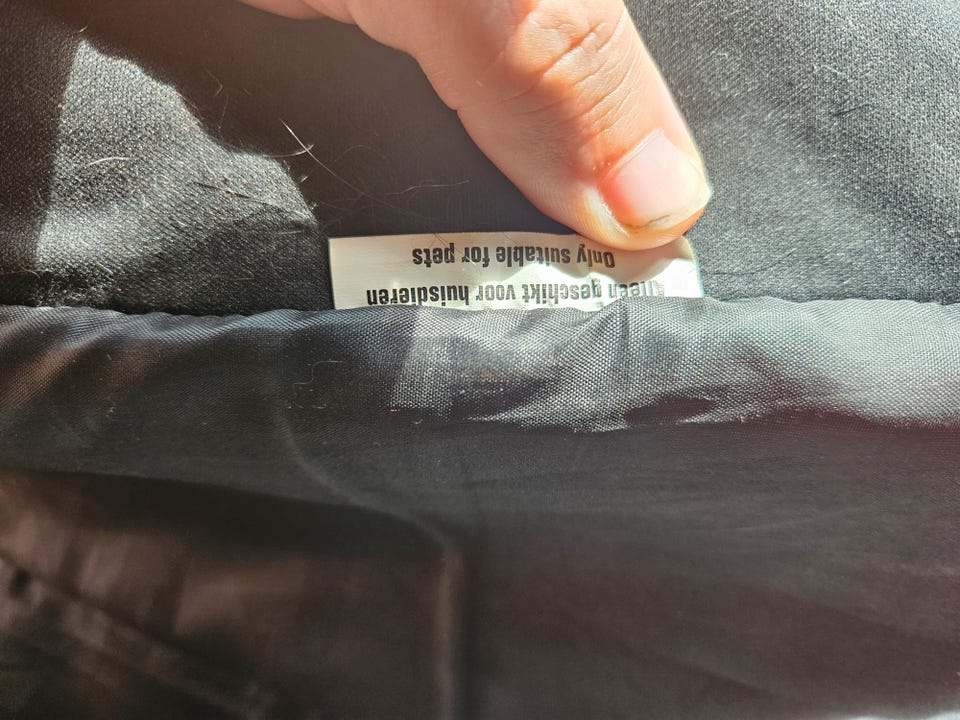 Alleen geschikt voor huisdieren
Only suitable for pets